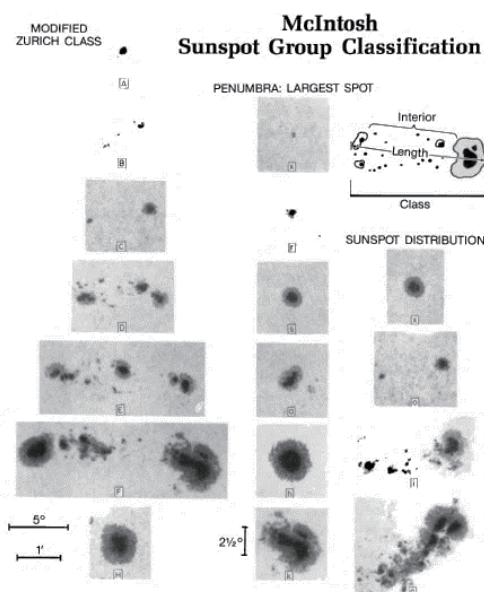 McIntosh
Sunspot Group Classification
MODIFIED
ZURICH CLASS
A
B
C
D
E
F
H
5°
1'
PENUMBRA: LARGEST SPOT
x
r
s
a
h
k
2½°
Interior
Length
Class
SUNSPOT DISTRIBUTION
x
o
i